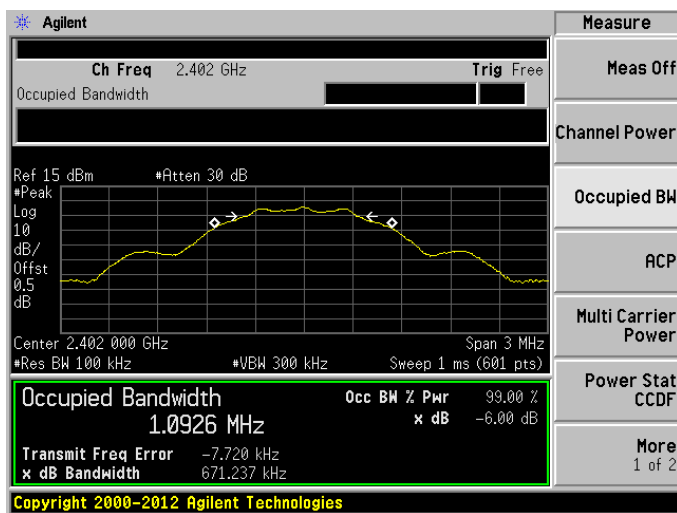 Agilent
Measure
Ch Freq 2.402 GHz Trig Free
Occupied Bandwidth
Meas Off
Channel Power
Occupied BW
ACP
Multi Carrier
Power
Power Stat
CCDF
More
1 of 2
Ref 15 dBm #Atten 30 dB
#Peak
Log
10
dB/
Offst
0.5
dB
Center 2.402 000 GHz Span 3 MHz
#Res BW 100 kHz #VBW 300 kHz Sweep 1 ms (601 pts)
Occupied Bandwidth Occ BW % Pwr 99.00 %
1.0926 MHz x dB -6.00 dB
Transmit Freq Error -7.720 kHz
x dB Bandwidth 671.237 kHz
Copyright 2000-2012 Agilent Technologies